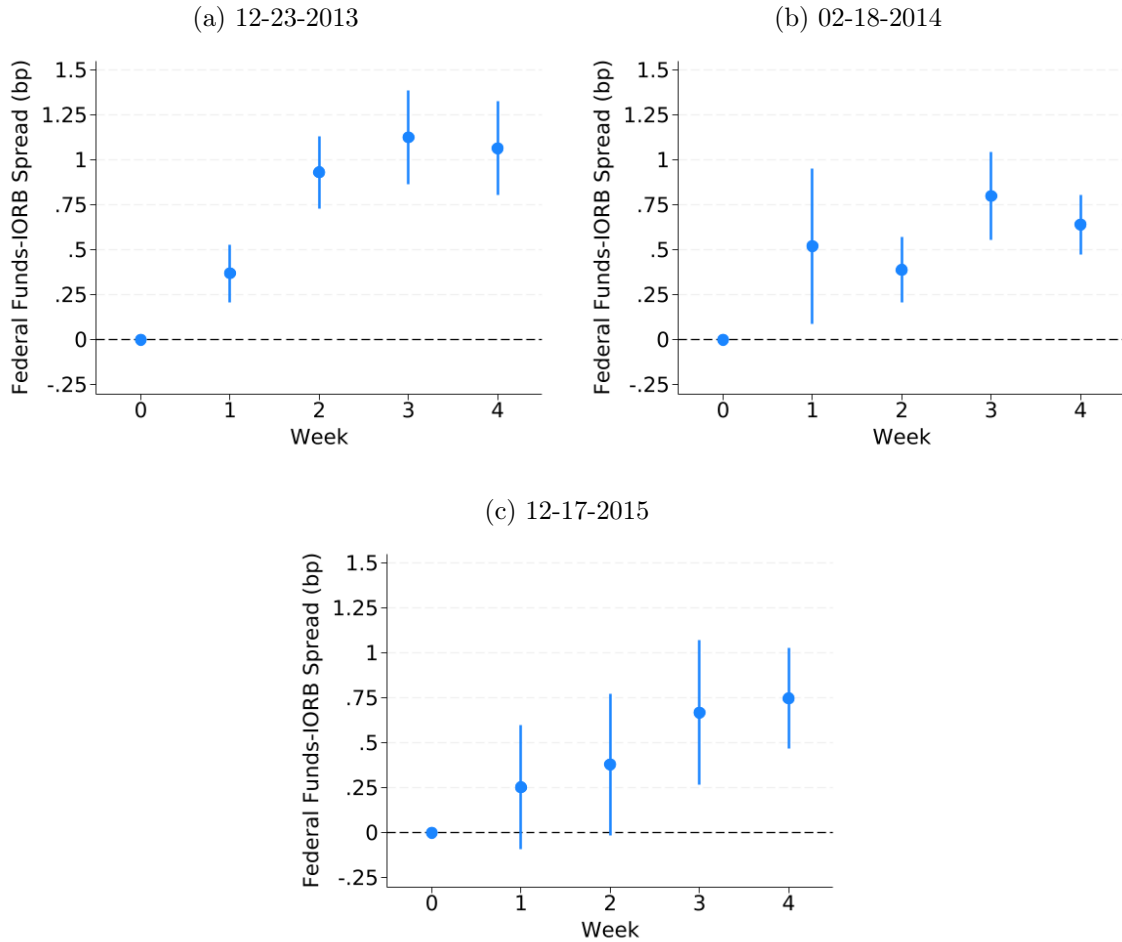 (a) 12-23-2013
Federal Funds-IORB Spread (bp)
1.5
1.25
1
.75
.5
.25
0
-.25
0 1 2 3 4
Week
(b) 02-18-2014
Federal Funds-IORB Spread (bp)
1.5
1.25
1
.75
.5
.25
0
-.25
0 1 2 3 4
Week
(c) 12-17-2015
Federal Funds-IORB Spread (bp)
1.5
1.25
1
.75
.5
.25
0
-.25
0 1 2 3 4
Week